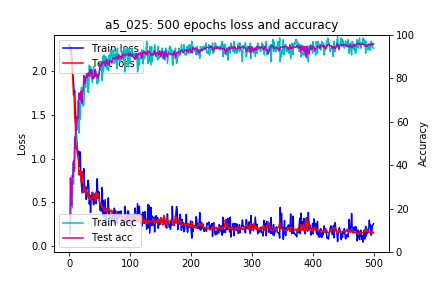 a5_025: 500 epochs loss and accuracy
Train loss
Test loss
2.0
1.5
1.0
0.5
0.0
Loss
100
80
60
40
20
0
Accuracy
Train acc
Test acc
0
100
200
300
400
500